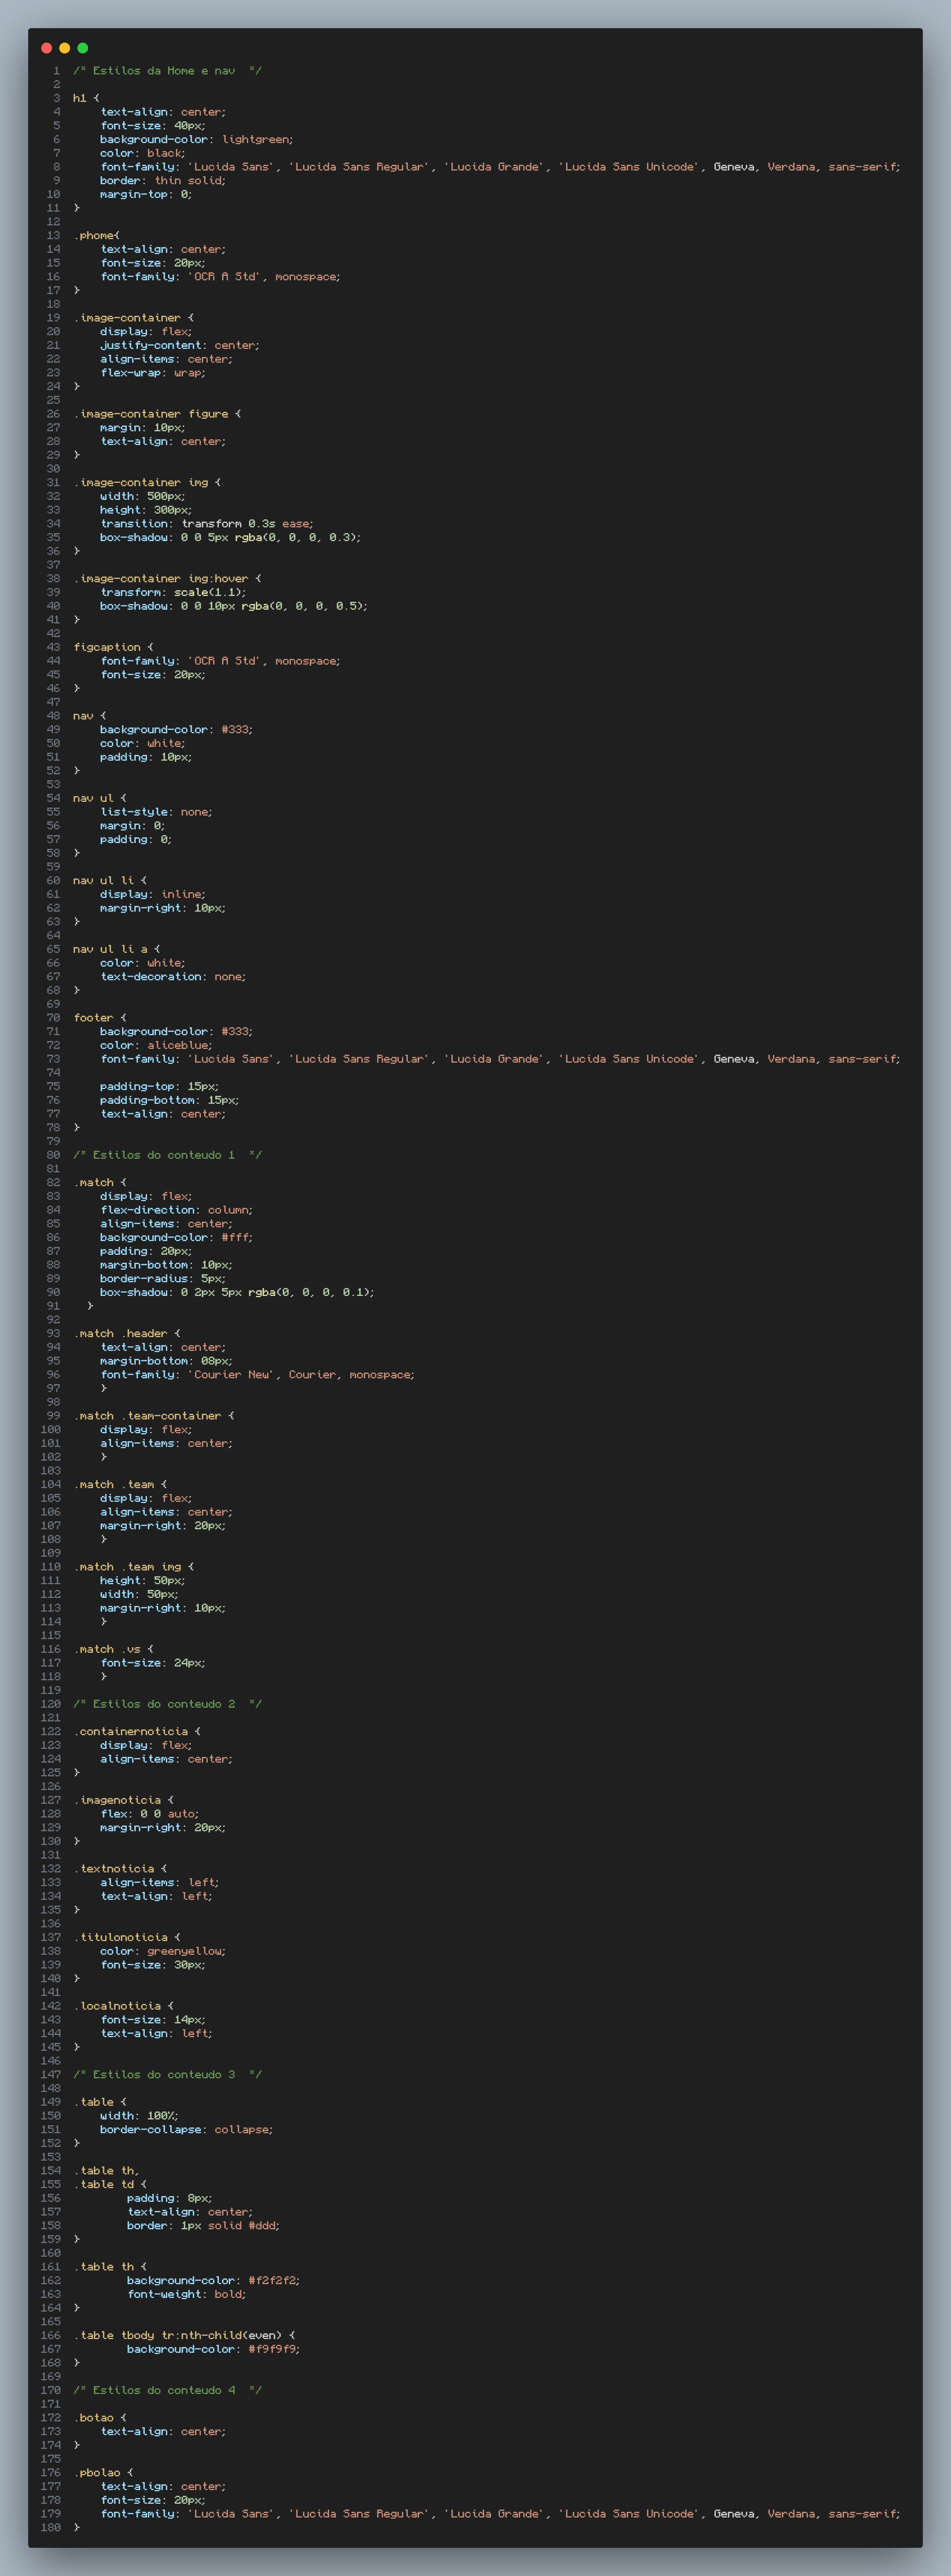 1 /* Estilos da Home e nav  */
2
3 h1 {
4     text-align: center;
5     font-size: 40px;
6     background-color: lightgreen;
7     color: black;
8     font-family: 'Lucida Sans', 'Lucida Sans Regular', 'Lucida Grande', 'Lucida Sans Unicode', Geneva, Verdana, sans-serif;
9     border: thin solid;
10     margin-top: 0;
11 }
12
13 .phome{
14     text-align: center;
15     font-size: 20px;
16     font-family: 'OCR A Std', monospace;
17 }
18
19 .image-container {
20     display: flex;
21     justify-content: center;
22     align-items: center;
23     flex-wrap: wrap;
24 }
25
26 .image-container figure {
27     margin: 10px;
28     text-align: center;
29 }
30
31 .image-container img {
32     width: 500px;
33     height: 300px;
34     transition: transform 0.3s ease;
35     box-shadow: 0 0 5px rgba(0, 0, 0, 0.3);
36 }
37
38 .image-container img:hover {
39     transform: scale(1.1);
40     box-shadow: 0 0 10px rgba(0, 0, 0, 0.5);
41 }
42
43 figcaption {
44     font-family: 'OCR A Std', monospace;
45     font-size: 20px;
46 }
47
48 nav {
49     background-color: #333;
50     color: white;
51     padding: 10px;
52 }
53
54 nav ul {
55     list-style: none;
56     margin: 0;
57     padding: 0;
58 }
59
60 nav ul li {
61     display: inline;
62     margin-right: 10px;
63 }
64
65 nav ul li a {
66     color: white;
67     text-decoration: none;
68 }
69
70 footer {
71     background-color: #333;
72     color: aliceblue;
73     font-family: 'Lucida Sans', 'Lucida Sans Regular', 'Lucida Grande', 'Lucida Sans Unicode', Geneva, Verdana, sans-serif;
74
75     padding-top: 15px;
76     padding-bottom: 15px;
77     text-align: center;
78 }
79
80 /* Estilos do conteudo 1  */
81
82 .match {
83     display: flex;
84     flex-direction: column;
85     align-items: center;
86     background-color: #fff;
87     padding: 20px;
88     margin-bottom: 10px;
89     border-radius: 5px;
90     box-shadow: 0 2px 5px rgba(0, 0, 0, 0.1);
91   }
92
93 .match .header {
94     text-align: center;
95     margin-bottom: 08px;
96     font-family: 'Courier New', Courier, monospace;
97     }
98
99 .match .team-container {
100     display: flex;
101     align-items: center;
102     }
103
104 .match .team {
105     display: flex;
106     align-items: center;
107     margin-right: 20px;
108     }
109
110 .match .team img {
111     height: 50px;
112     width: 50px;
113     margin-right: 10px;
114     }
115
116 .match .vs {
117     font-size: 24px;
118     }
119
120 /* Estilos do conteudo 2  */
121
122 .containernoticia {
123     display: flex;
124     align-items: center;
125 }
126
127 .imagenoticia {
128     flex: 0 0 auto;
129     margin-right: 20px;
130 }
131
132 .textnoticia {
133     align-items: left;
134     text-align: left;
135 }
136
137 .titulonoticia {
138     color: greenyellow;
139     font-size: 30px;
140 }
141
142 .localnoticia {
143     font-size: 14px;
144     text-align: left;
145 }
146
147 /* Estilos do conteudo 3  */
148
149 .table {
150     width: 100%;
151     border-collapse: collapse;
152 }
153
154 .table th,
155 .table td {
156         padding: 8px;
157         text-align: center;
158         border: 1px solid #ddd;
159 }
160
161 .table th {
162         background-color: #f2f2f2;
163         font-weight: bold;
164 }
165
166 .table tbody tr:nth-child(even) {
167         background-color: #f9f9f9;
168 }
169
170 /* Estilos do conteudo 4  */
171
172 .botao {
173     text-align: center;
174 }
175
176 .pbolao {
177     text-align: center;
178     font-size: 20px;
179     font-family: 'Lucida Sans', 'Lucida Sans Regular', 'Lucida Grande', 'Lucida Sans Unicode', Geneva, Verdana, sans-serif;
180 }